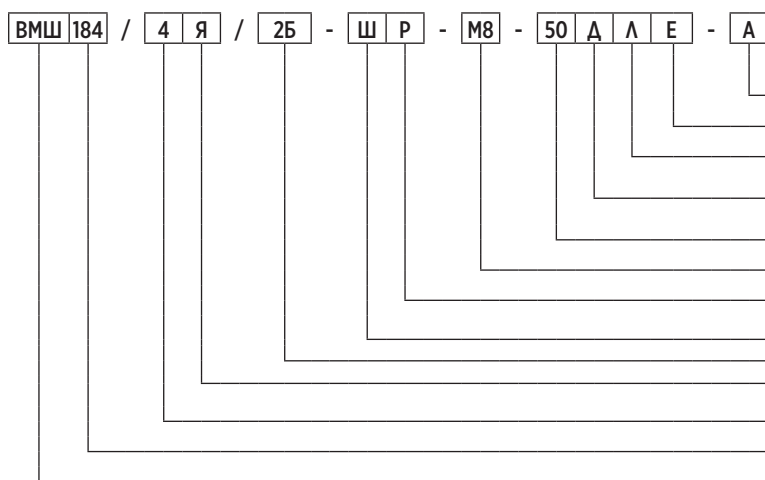 ВМШ 184 / 4 Я / 2Б - Ш Р - М8 - 50 Д Л Е - А